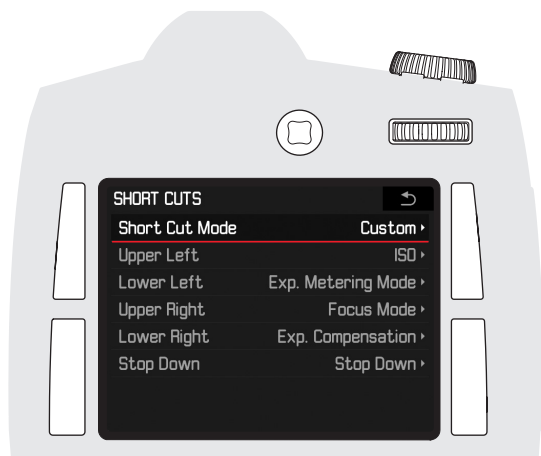 SHORT CUTS
Short Cut Mode Custom
Upper Left ISO
Lower Left Exp. Metering Mode
Upper Right Focus Mode
Lower Right Exp. Compensation
Stop Down Stop Down